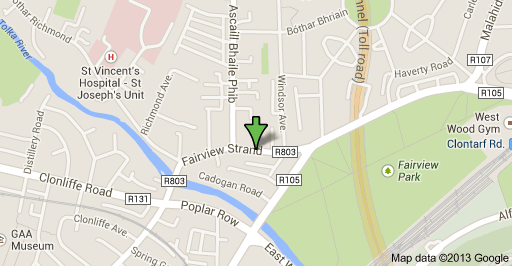 Tolka River
Bóthar Richmond
H
St Vincent's
Hospital - St
Joseph's Unit
Richmond Ave.
Ascaill Bhaile Phib
Bóthar Bhriain
Windsor Ave
nnel (Toll road)
Malahid
R107
Haverty Road
R105
West
Wood Gym
Clontarf Rd.
Fairview
Park
Fairview Strand
R803
R803
Cadogan Road
R105
Distillery Road
Clonliffe Road
R131
Poplar Row
Clonliffe Ave
GAA
Museum
Spring G
East W
Alf
Map data ©2013 Google